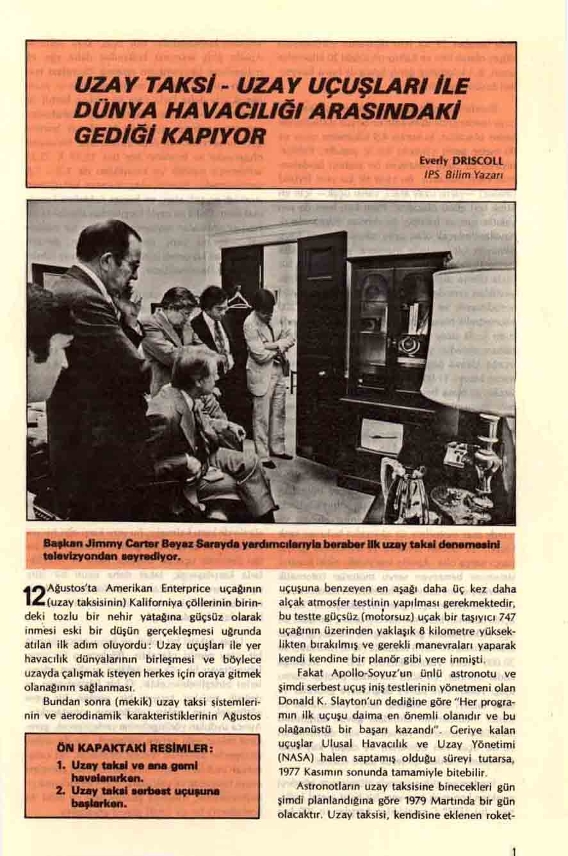 UZAY TAKSİ - UZAY UÇUŞLARI İLE
DÜNYA HAVACILIĞI ARASINDAKİ
GEDİĞİ KAPIYOR
Everly DRISCOLL
IPS Bilim Yazarı
Başkan Jimmy Carter Beyaz Sarayda yardımcılarıyla beraber ilk uzay taksi denemesini
televizyondan seyrediyor.
12 Ağustos'ta Amerikan Enterprice uçağının
(uzay taksisinin) Kaliforniya çöllerinin birin-
deki tozlu bir nehir yatağına güçsüz olarak
inmesi eski bir düşün gerçekleşmesi uğrunda
atılan ilk adım oluyordu: Uzay uçuşları ile yer
havacılık dünyalarının birleşmesi ve böylece
uzayda çalışmak isteyen herkes için oraya gitmek
olanağının sağlanması.
Bundan sonra (mekik) uzay taksi sistemleri-
nin ve aerodinamik karakteristiklerinin Ağustos
ÖN KAPAKTAKİ RESİMLER:
1. Uzay taksi ve ana gemi
havalanırken.
2. Uzay taksi serbest uçuşuna
başlarken.
uçuşuna benzeyen en aşağı daha üç kez daha
alçak atmosfer testinin yapılması gerekmektedir,
bu testte güçsüz (motorsuz) uçak bir taşıyıcı 747
uçağının üzerinden yaklaşık 8 kilometre yüksek-
likten bırakılmış ve gerekli manevraları yaparak
kendi kendine bir planör gibi yere inmişti.
Fakat Apollo-Soyuz'un ünlü astronotu ve
şimdi serbest uçuş iniş testlerinin yönetmeni olan
Donald K. Slayton'un dediğine göre "Her progra-
mın ilk uçuşu daima en önemli olanıdır ve bu
olağanüstü bir başarı kazandı". Geriye kalan
uçuşlar Ulusal Havacılık ve Uzay Yönetimi
(NASA) halen saptamış olduğu süreyi tutarsa,
1977 Kasımın sonunda tamamiyle bitebilir.
Astronotların uzay taksisine binecekleri gün
şimdi planlandığına göre 1979 Martında bir gün
olacaktır. Uzay taksisi, kendisine eklenen roket-
1